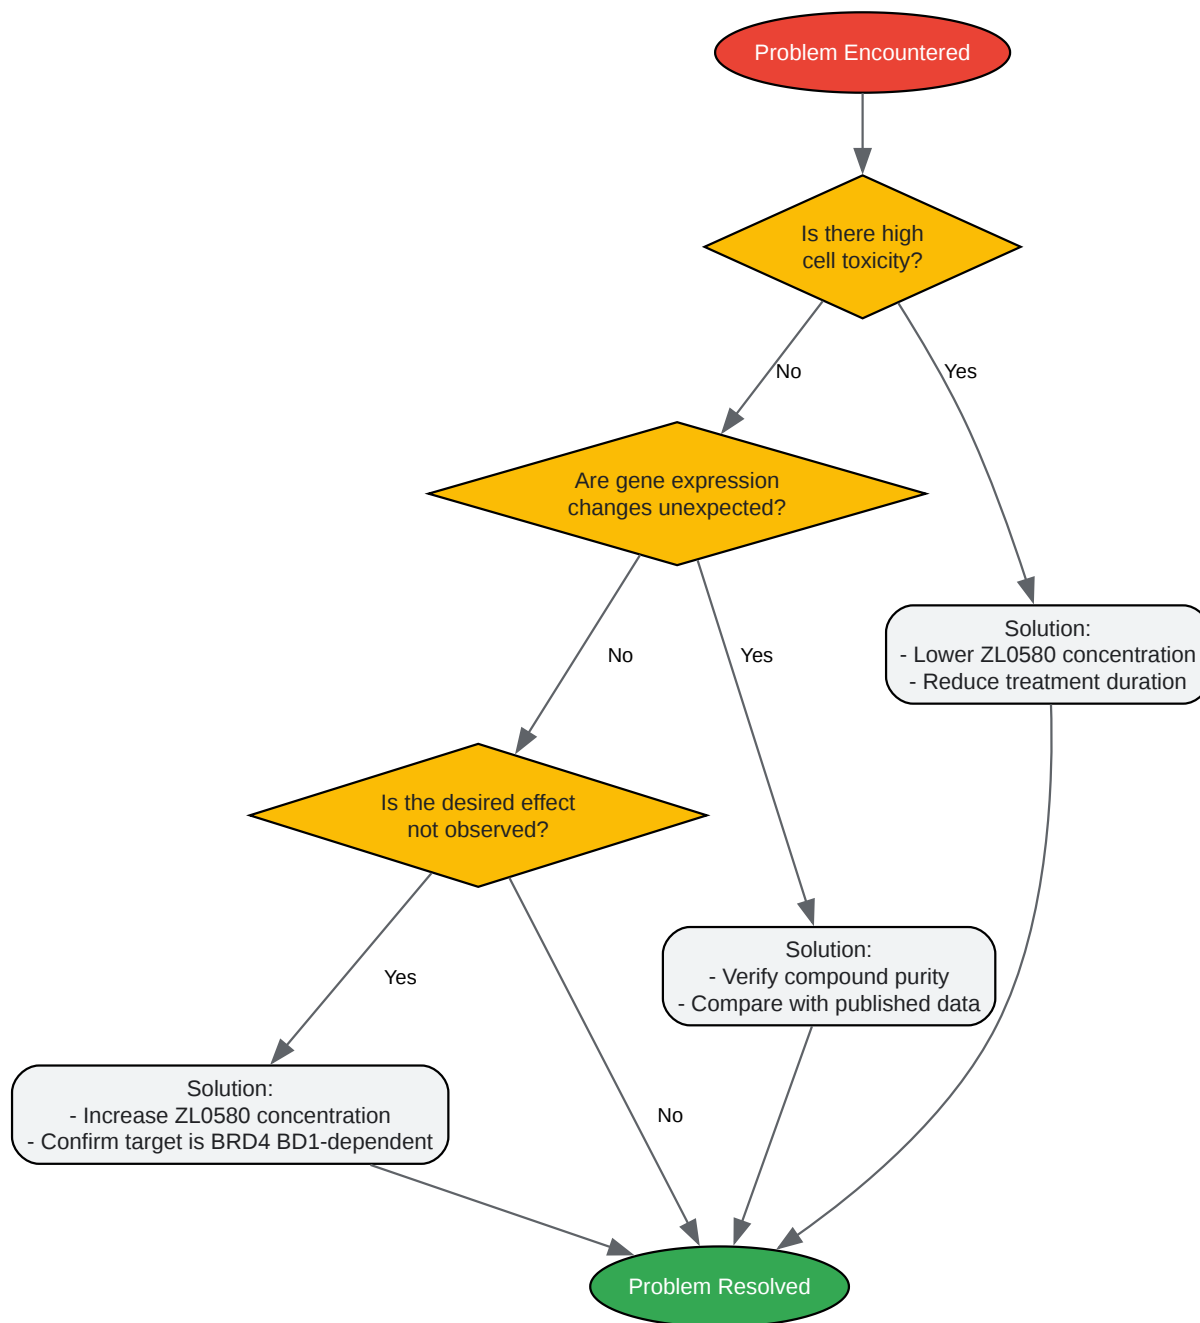 Problem Encountered
Is there high
cell toxicity?
No
Yes
Are gene expression
changes unexpected?
Solution:
- Lower ZL0580 concentration
- Reduce treatment duration
No
Yes
Is the desired effect
not observed?
Solution:
- Verify compound purity
- Compare with published data
Yes
No
Solution:
- Increase ZL0580 concentration
- Confirm target is BRD4 BD1-dependent
Problem Resolved